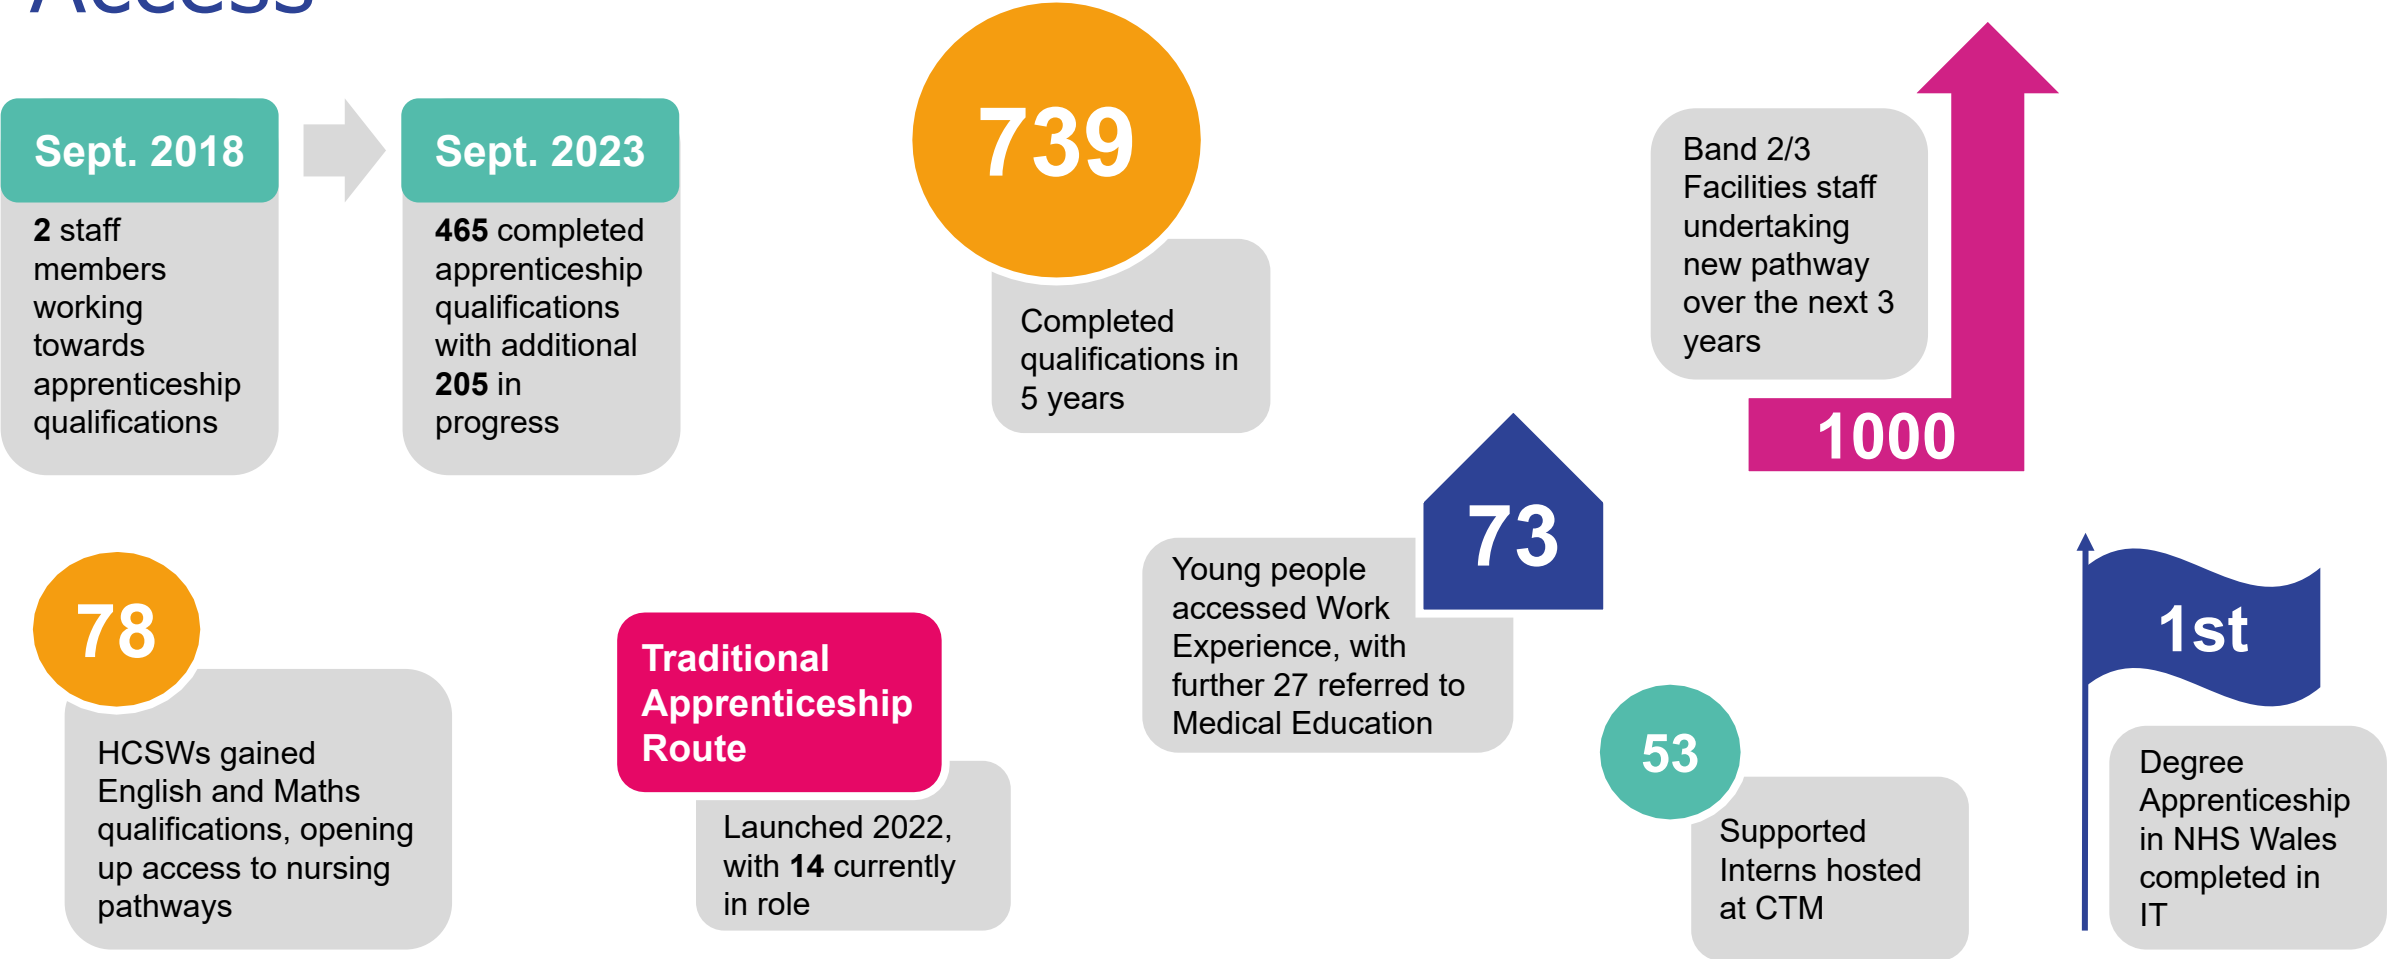 Access
Sept. 2018
2 staff
members
working
towards
apprenticeship
qualifications
Sept. 2023
465 completed
apprenticeship
qualifications
with additional
205 in
progress
739
Completed
qualifications in
5 years
Band 2/3
Facilities staff
undertaking
new pathway
over the next 3
years
1000
78
HCSWs gained
English and Maths
qualifications, opening
up access to nursing
pathways
Traditional
Apprenticeship
Route
Launched 2022,
with 14 currently
in role
73
Young people
accessed Work
Experience, with
further 27 referred to
Medical Education
53
Supported
Interns hosted
at CTM
1st
Degree
Apprenticeship
in NHS Wales
completed in
IT